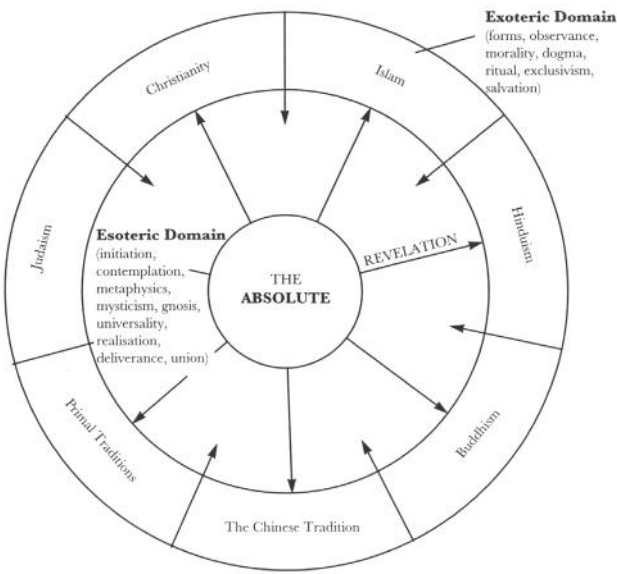 Exoteric Domain
(forms, observance,
morality, dogma,
ritual, exclusivism,
salvation)
Christianity
Islam
Judaism
Hinduism
Esoteric Domain
(initiation,
contemplation,
metaphysics,
mysticism, gnosis,
universality,
realisation,
deliverance, union)
THE
ABSOLUTE
REVELATION
Primal Traditions
Buddhism
The Chinese Tradition